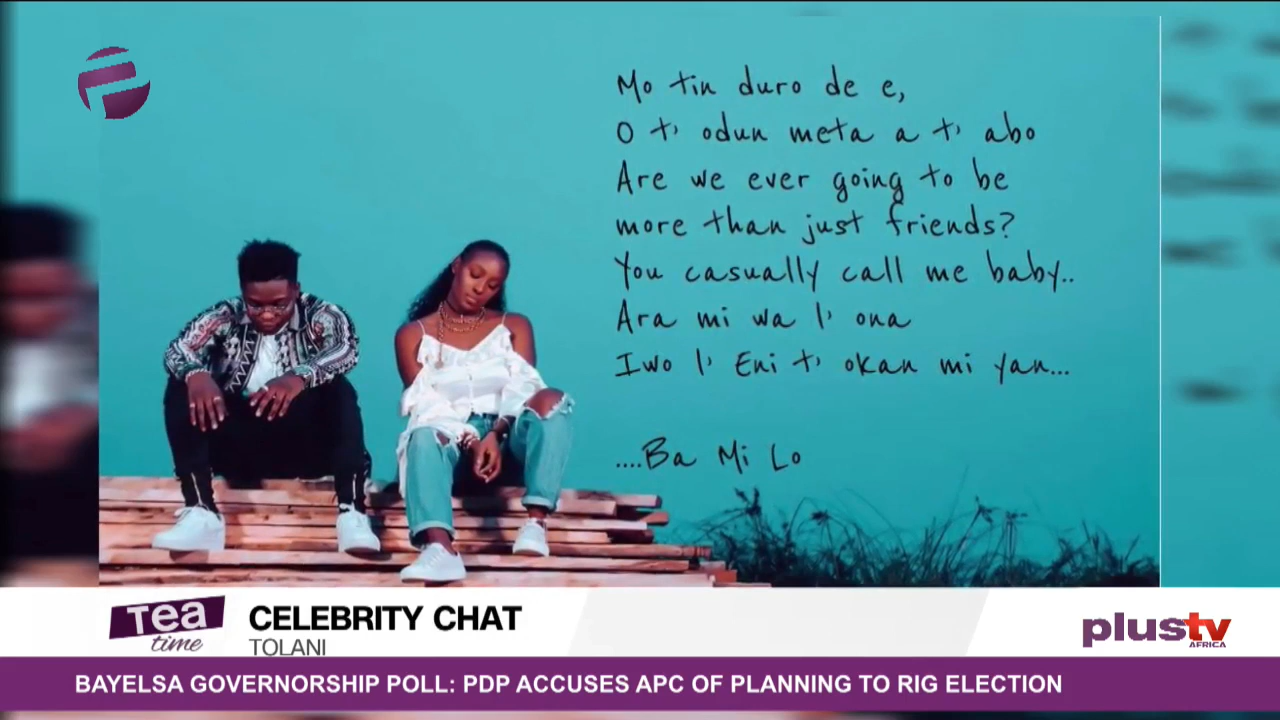 Mo tin duro de e,
O ti odun meta a ti abo
Are we ever going to be
more than just friends?
You casually call me baby..
Ara mi wa l' ona
Iwo l' Eni ti okan mi yan...
....Ba Mi Lo
Tea time
CELEBRITY CHAT
TOLANI
plustv
AFRICA
BAYELSA GOVERNORSHIP POLL: PDP ACCUSES APC OF PLANNING TO RIG ELECTION